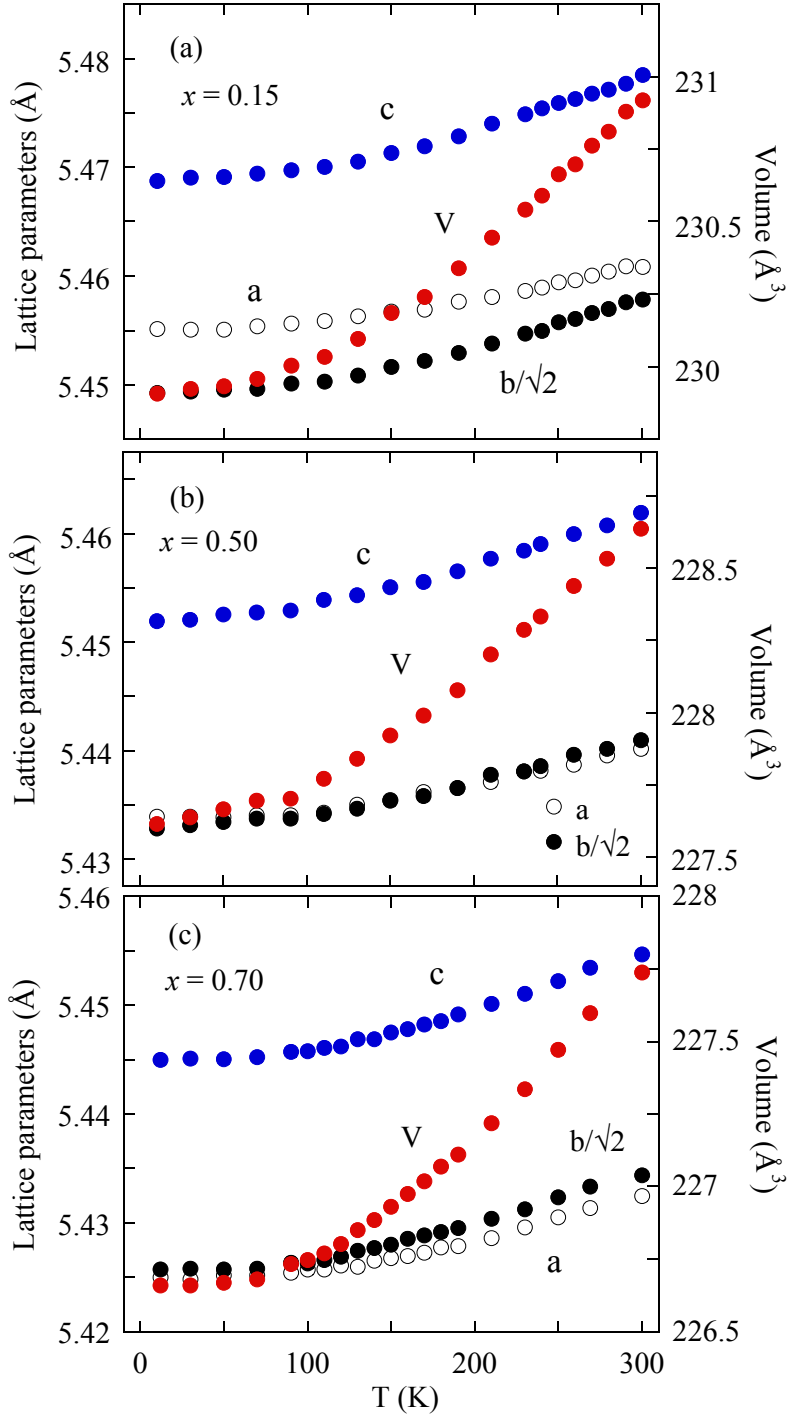 (a)
x = 0.15
c
V
a
b/√2
5.48
5.47
5.46
5.45
Lattice parameters (Å)
231
230.5
230
Volume (Å³)
(b)
x = 0.50
c
V
a
b/√2
5.46
5.45
5.44
5.43
Lattice parameters (Å)
228.5
228
227.5
Volume (Å³)
(c)
x = 0.70
c
V
b/√2
a
5.46
5.45
5.44
5.43
5.42
Lattice parameters (Å)
228
227.5
227
226.5
Volume (Å³)
0 100 200 300
T (K)